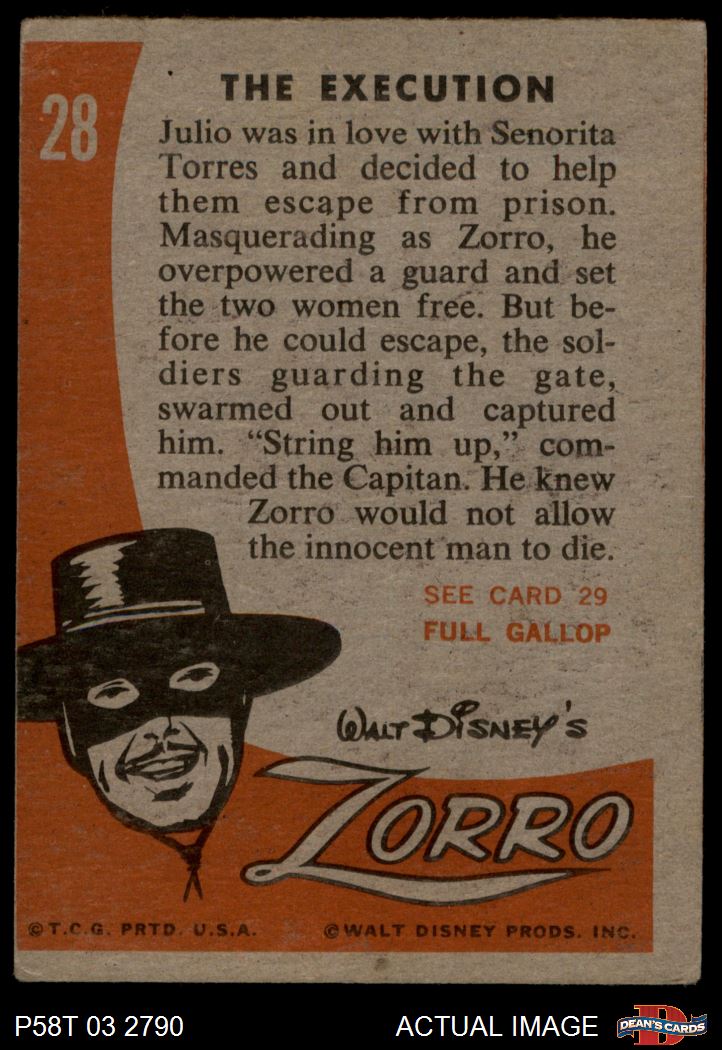 28
THE EXECUTION
Julio was in love with Senorita
Torres and decided to help
them escape from prison.
Masquerading as Zorro, he
overpowered a guard and set
the two women free. But be-
fore he could escape, the sol-
diers guarding the gate,
swarmed out and captured
him. “String him up,” com-
manded the Capitan. He knew
Zorro would not allow
the innocent man to die.
SEE CARD 29
FULL GALLOP
WALT DISNEY'S
ZORRO
©T.C.G. PRTD. U.S.A. ©WALT DISNEY PRODS. INC.
P58T 03 2790 ACTUAL IMAGE D DEAN'S CARDS